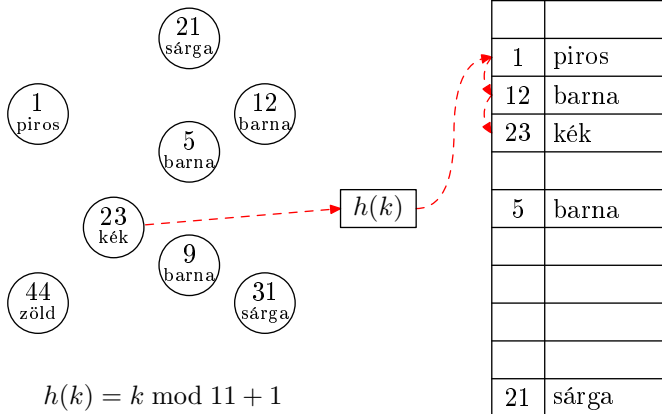 21
sárga
1
piros
12
barna
5
barna
23
kék
9
barna
44
zöld
31
sárga
h(k)
h(k) = k mod 11 + 1
1 piros
12 barna
23 kék
5 barna
21 sárga